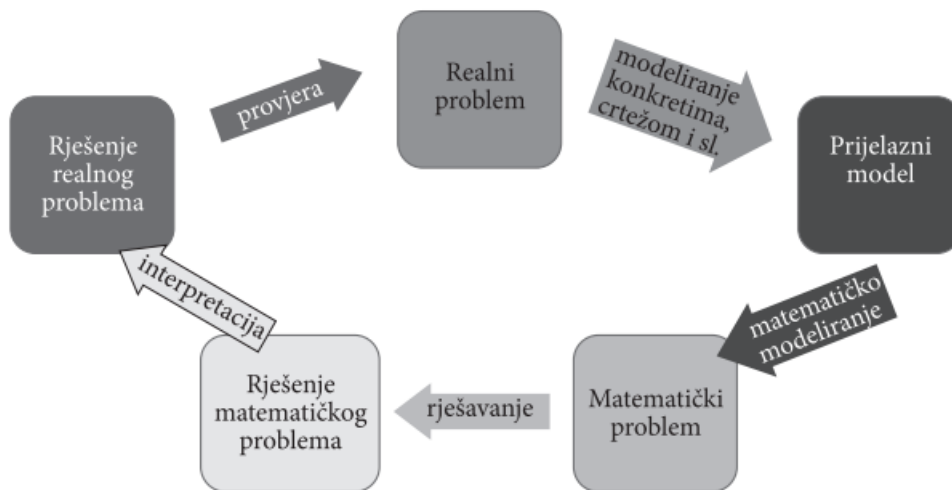 Realni
problem
modeliranje
konkretima,
crtežom i sl.
Prijelazni
model
matematičko
modeliranje
Matematički
problem
rješavanje
Rješenje
matematičkog
problema
interpretacija
Rješenje
realnog
problema
provjera